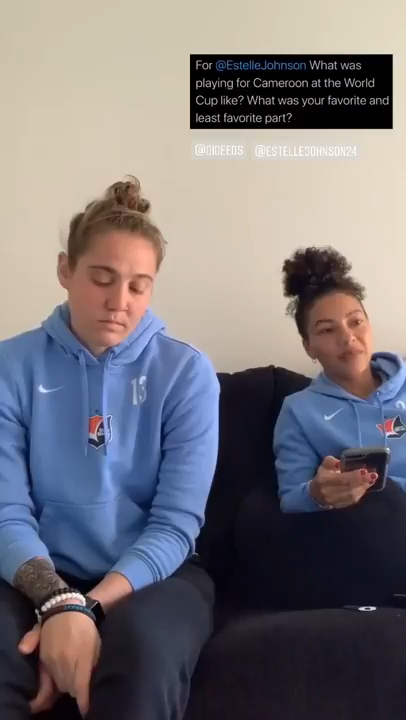 For @EstelleJohnson What was
playing for Cameroon at the World
Cup like? What was your favorite and
least favorite part?
@DIDEEDS @ESTELLEJOHNSON24
13